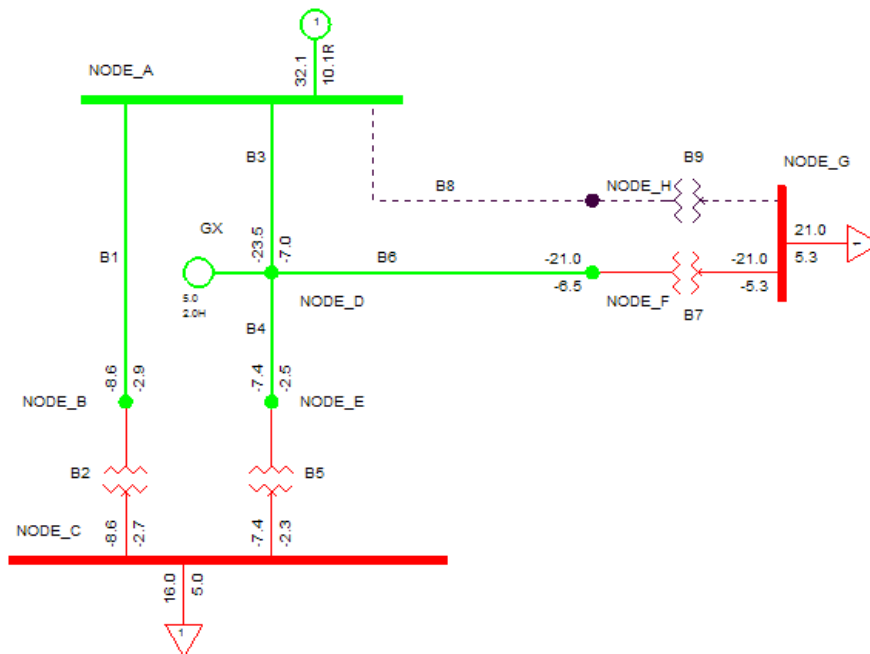 1
32.1
10.1R
NODE_A
B9
NODE_G
B3
B8
NODE_H
21.0
5.3
1
GX
-23.5
-7.0
B6
-21.0
-6.5
-21.0
-5.3
B1
5.0
2.0H
NODE_D
NODE_F
B7
B4
-8.6
-2.9
-7.4
-2.5
NODE_B
NODE_E
B2
B5
NODE_C
-8.6
-2.7
-7.4
-2.3
16.0
5.0
1